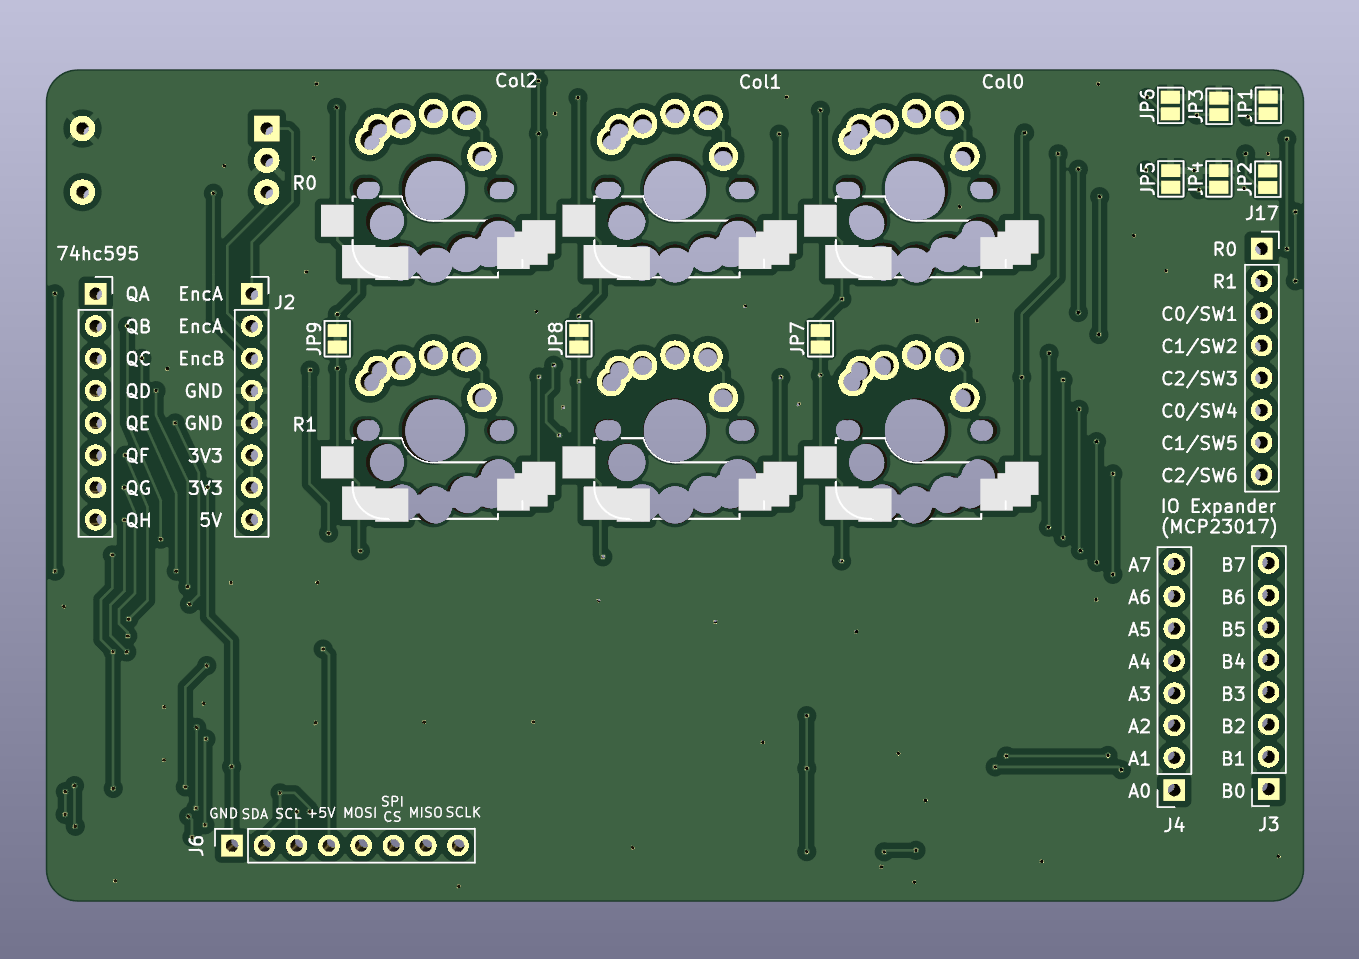 Col2
Col1
Col0
JP6
JP3
JP1
JP5
JP4
JP2
R0
J17
74hc595
R0
R1
C0/SW1
C1/SW2
C2/SW3
C0/SW4
C1/SW5
C2/SW6
IO Expander
(MCP23017)
QA
QB
QC
QD
QE
QF
QG
QH
EncA
EncA
EncB
GND
GND
3V3
3V3
5V
J2
JP9
JP8
JP7
R1
A7
A6
A5
A4
A3
A2
A1
A0
J4
B7
B6
B5
B4
B3
B2
B1
B0
J3
GND
SDA
SCL
+5V
MOSI
SPI
CS
MISO
SCLK
J6